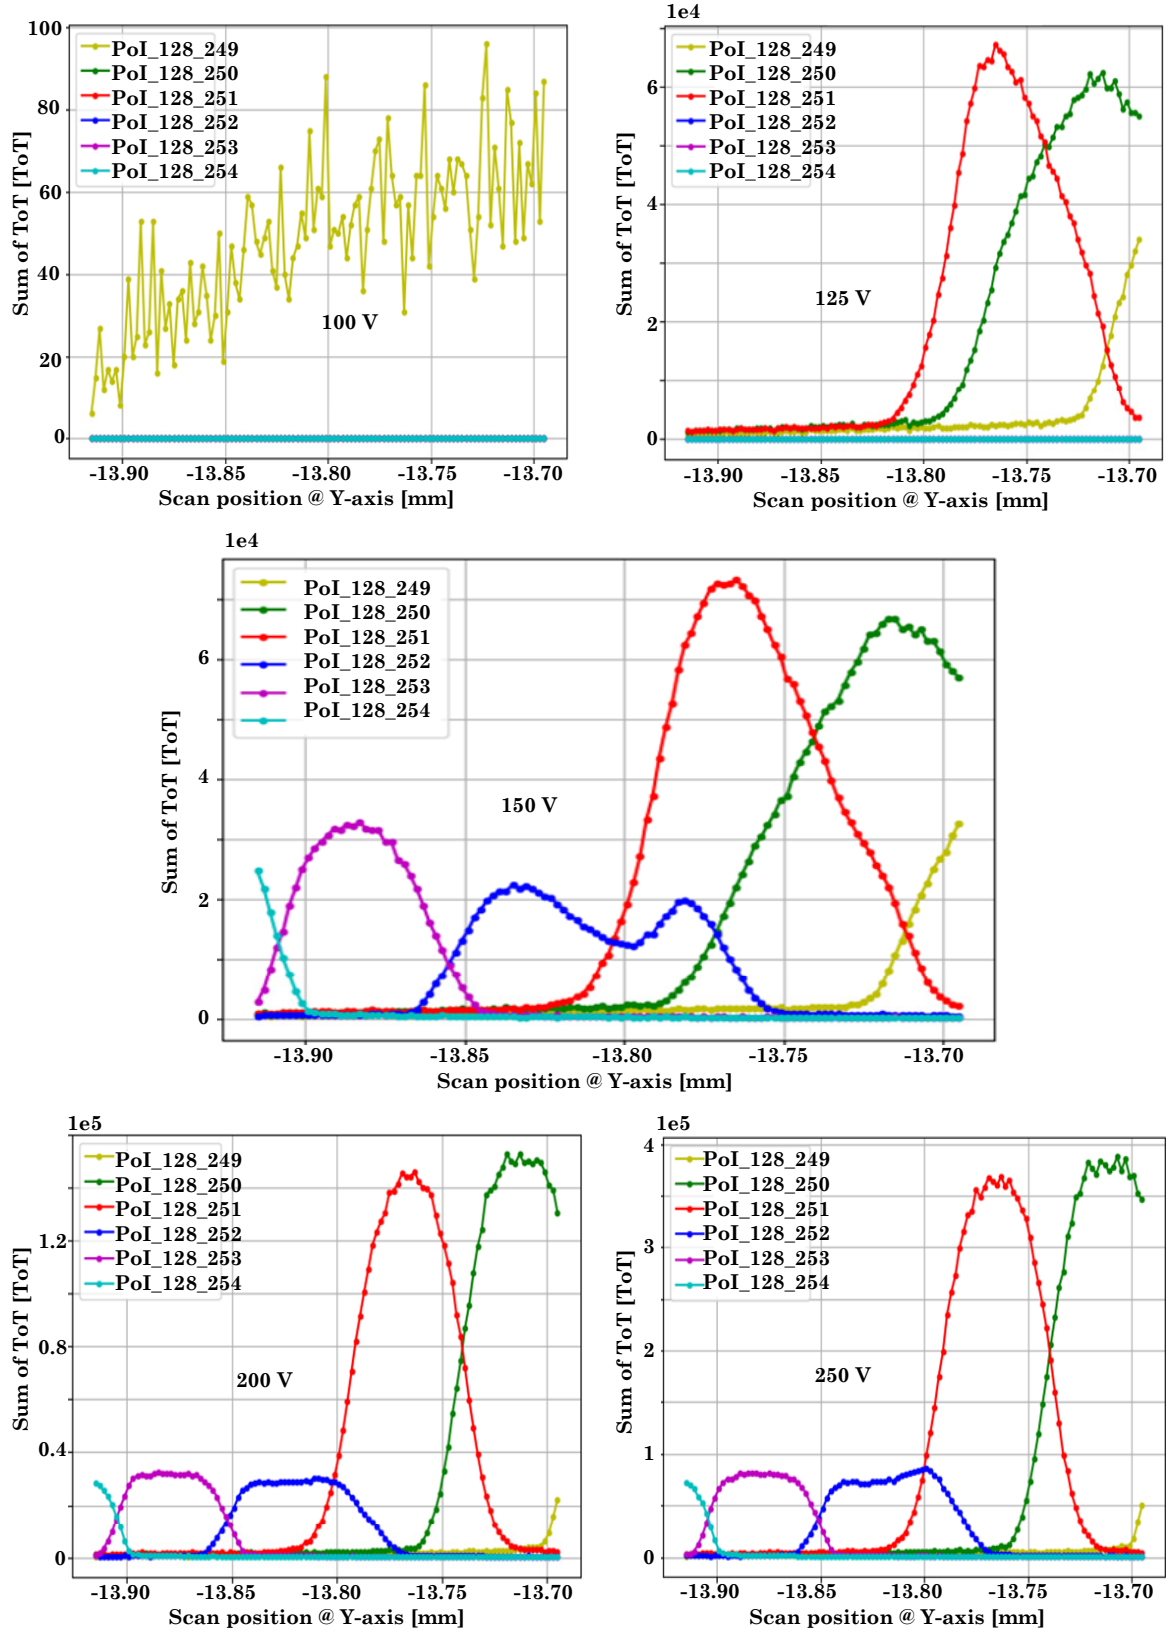 100
80
60
40
20
0
Sum of ToT [ToT]
PoI_128_249
PoI_128_250
PoI_128_251
PoI_128_252
PoI_128_253
PoI_128_254
100 V
-13.90 -13.85 -13.80 -13.75 -13.70
Scan position @ Y-axis [mm]
1e4
6
4
2
0
Sum of ToT [ToT]
PoI_128_249
PoI_128_250
PoI_128_251
PoI_128_252
PoI_128_253
PoI_128_254
125 V
-13.90 -13.85 -13.80 -13.75 -13.70
Scan position @ Y-axis [mm]
1e4
6
4
2
0
Sum of ToT [ToT]
PoI_128_249
PoI_128_250
PoI_128_251
PoI_128_252
PoI_128_253
PoI_128_254
150 V
-13.90 -13.85 -13.80 -13.75 -13.70
Scan position @ Y-axis [mm]
1e5
1.2
0.8
0.4
0
Sum of ToT [ToT]
PoI_128_249
PoI_128_250
PoI_128_251
PoI_128_252
PoI_128_253
PoI_128_254
200 V
-13.90 -13.85 -13.80 -13.75 -13.70
Scan position @ Y-axis [mm]
1e5
4
3
2
1
0
Sum of ToT [ToT]
PoI_128_249
PoI_128_250
PoI_128_251
PoI_128_252
PoI_128_253
PoI_128_254
250 V
-13.90 -13.85 -13.80 -13.75 -13.70
Scan position @ Y-axis [mm]